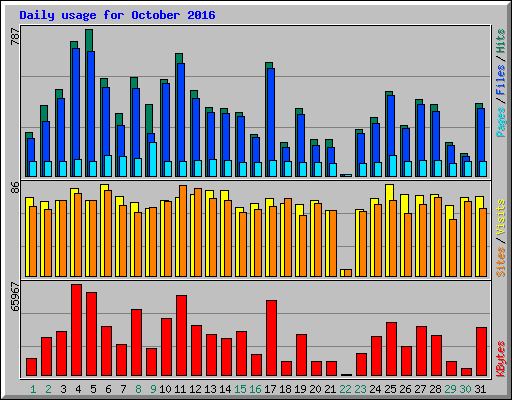 Daily usage for October 2016
787
Pages / Files / Hits
86
Sites / Visits
65967
KBytes
1 2 3 4 5 6 7 8 9 10 11 12 13 14 15 16 17 18 19 20 21 22 23 24 25 26 27 28 29 30 31